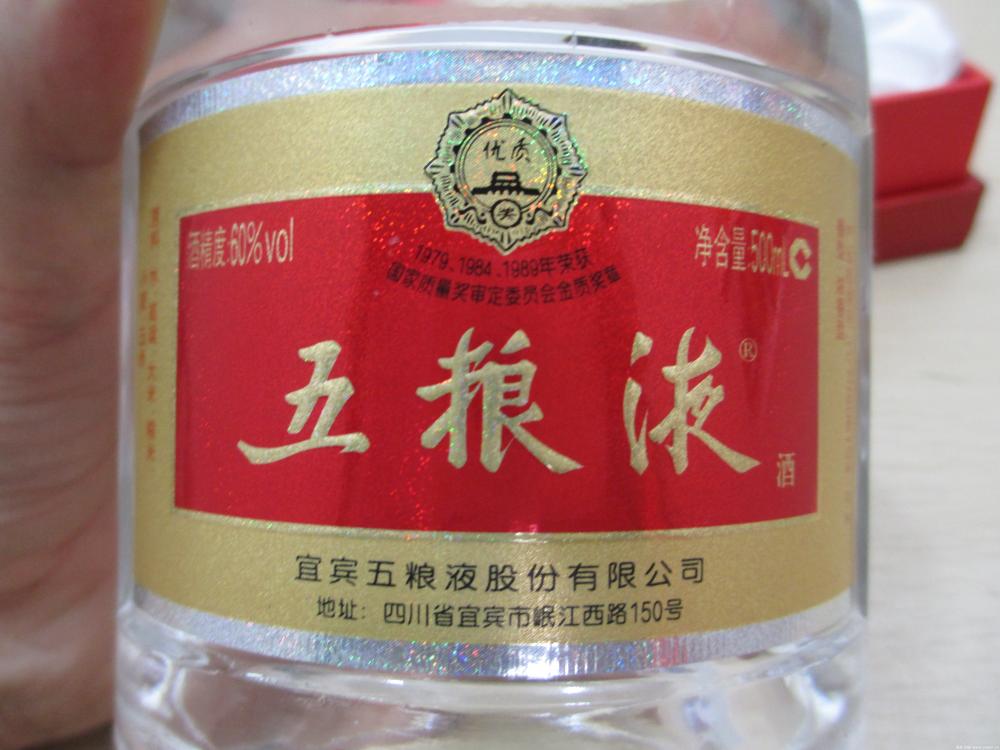 优质
奖
酒精度:60%vol
净含量:500mL
1979、1984、1989年荣获
国家质量奖审定委员会金质奖章
五粮液®
酒
宜宾五粮液股份有限公司
地址：四川省宜宾市岷江西路150号